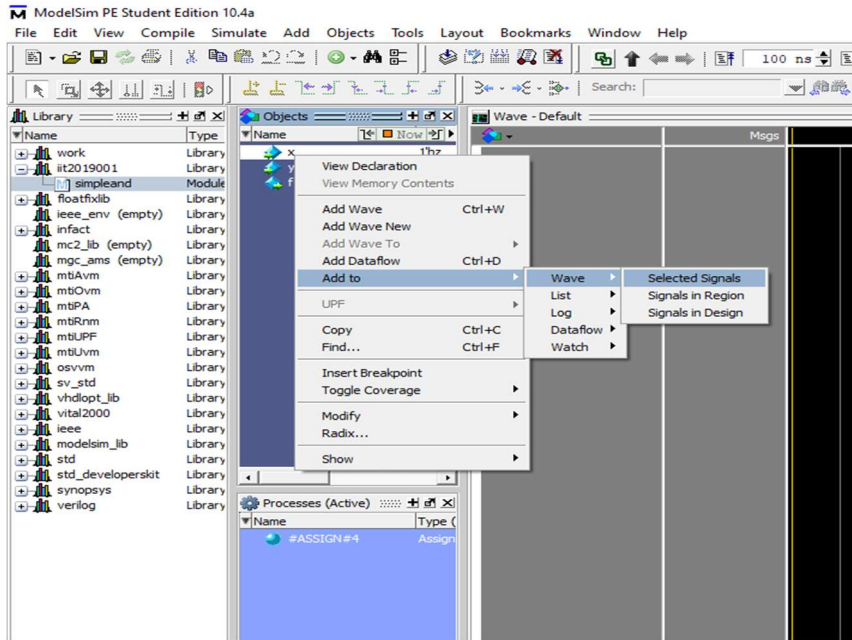 ModelSim PE Student Edition 10.4a
File Edit View Compile Simulate Add Objects Tools Layout Bookmarks Window Help
100 ns
Search:
Library
Name Type
work Library
iit2019001 Library
simpleand Module
floatfixlib Library
ieee_env (empty) Library
infact Library
mc2_lib (empty) Library
mgc_ams (empty) Library
mtiAvm Library
mtiOvm Library
mtiPA Library
mtiRnm Library
mtiUPF Library
mtiUvm Library
osvvm Library
sv_std Library
vhdlopt_lib Library
vital2000 Library
ieee Library
modelsim_lib Library
std Library
std_developerskit Library
synopsys Library
verilog Library
Objects
Name Now
x 1'hz
y
f
View Declaration
View Memory Contents
Add Wave Ctrl+W
Add Wave New
Add Wave To
Add Dataflow Ctrl+D
Add to
UPF
Copy Ctrl+C
Find... Ctrl+F
Insert Breakpoint
Toggle Coverage
Modify
Radix...
Show
Wave
List
Log
Dataflow
Watch
Selected Signals
Signals in Region
Signals in Design
Processes (Active)
Name Type (
#ASSIGN#4 Assign
Wave - Default
Msgs